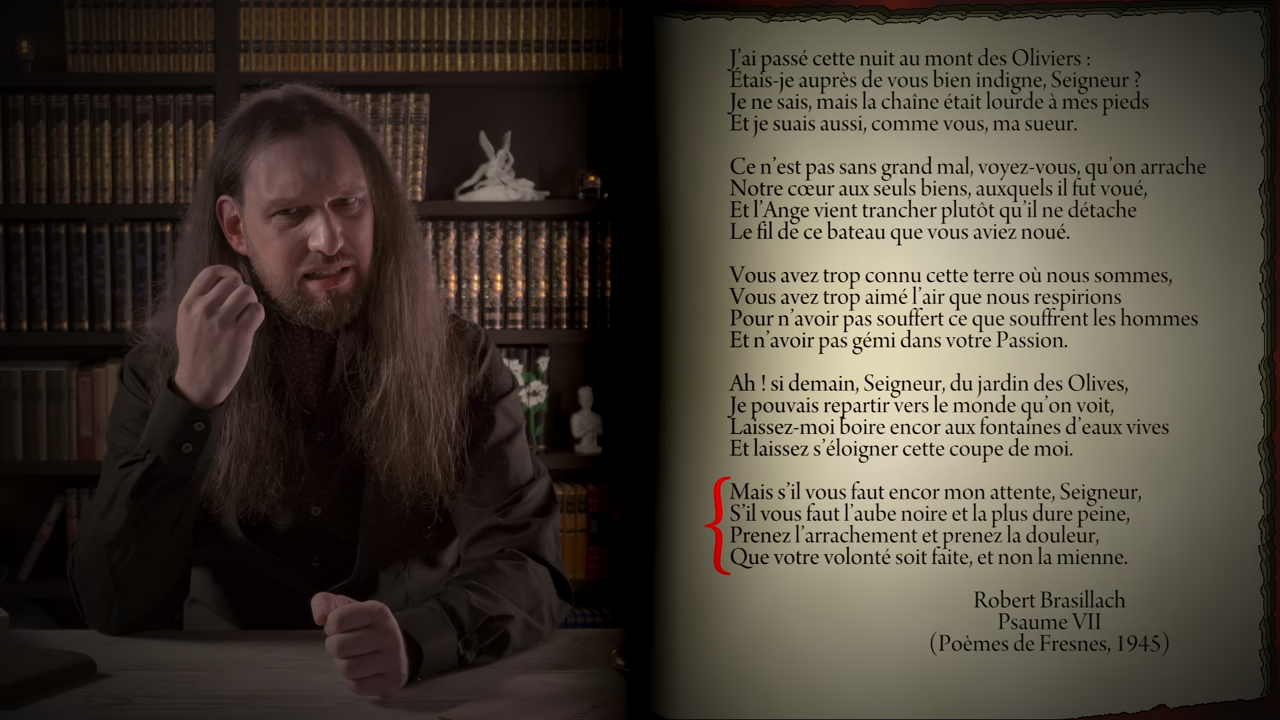 J'ai passé cette nuit au mont des Oliviers :
Étais-je auprès de vous bien indigne, Seigneur ?
Je ne sais, mais la chaîne était lourde à mes pieds
Et je suais aussi, comme vous, ma sueur.
Ce n'est pas sans grand mal, voyez-vous, qu'on arrache
Notre cœur aux seuls biens, auxquels il fut voué,
Et l'Ange vient trancher plutôt qu'il ne détache
Le fil de ce bateau que vous aviez noué.
Vous avez trop connu cette terre où nous sommes,
Vous avez trop aimé l'air que nous respirions
Pour n'avoir pas souffert ce que souffrent les hommes
Et n'avoir pas gémi dans votre Passion.
Ah ! si demain, Seigneur, du jardin des Olives,
Je pouvais repartir vers le monde qu'on voit,
Laissez-moi boire encor aux fontaines d'eaux vives
Et laissez s'éloigner cette coupe de moi.
Mais s'il vous faut encor mon attente, Seigneur,
S'il vous faut l'aube noire et la plus dure peine,
Prenez l'arrachement et prenez la douleur,
Que votre volonté soit faite, et non la mienne.
Robert Brasillach
Psaume VII
(Poèmes de Fresnes, 1945)